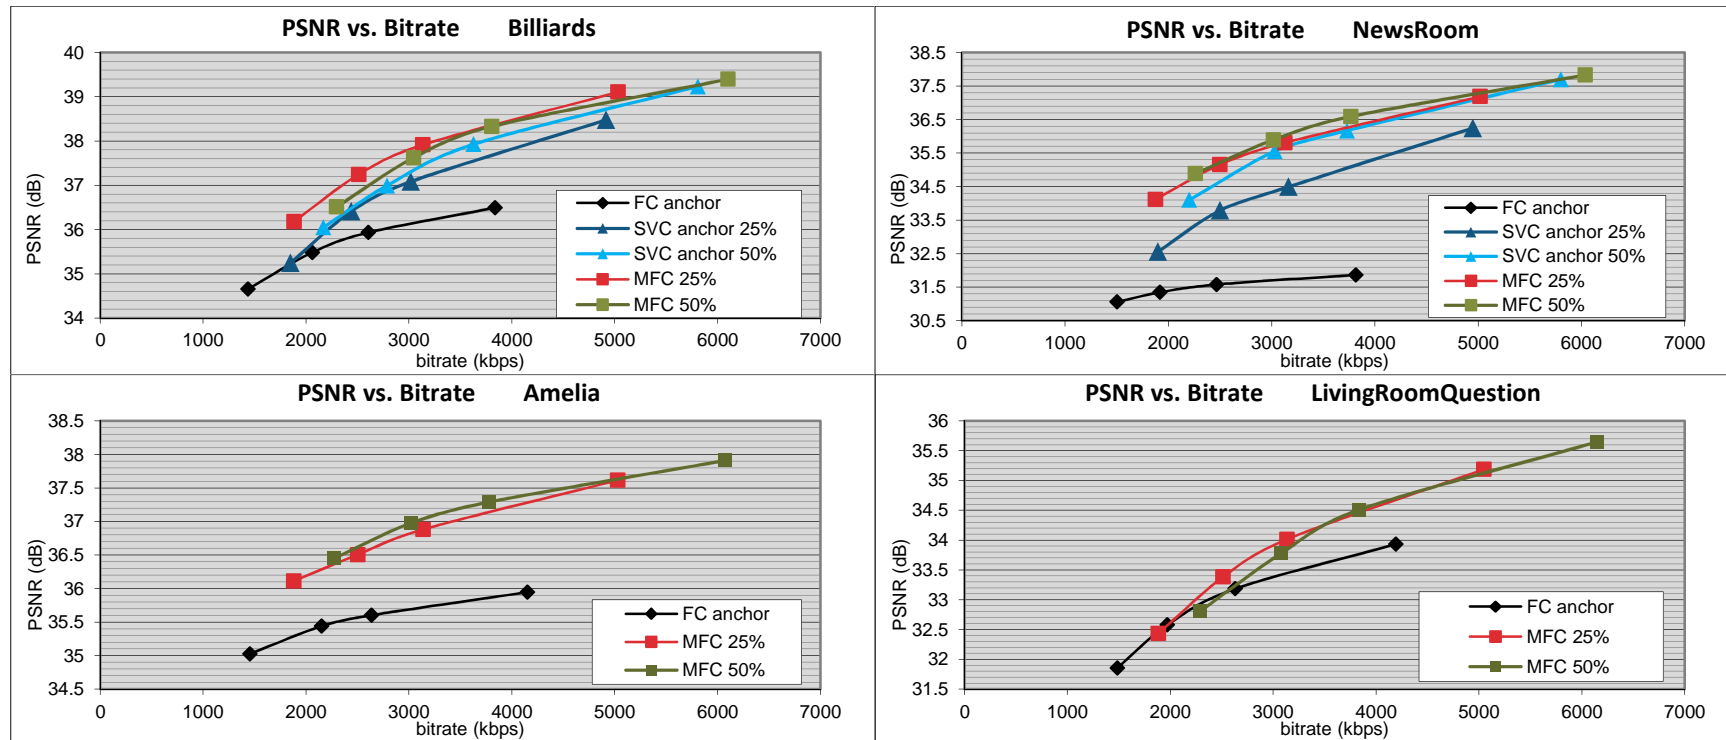 PSNR vs. Bitrate Billiards
PSNR (dB)
40
39
38
37
36
35
34
0 1000 2000 3000 4000 5000 6000 7000
bitrate (kbps)
FC anchor
SVC anchor 25%
SVC anchor 50%
MFC 25%
MFC 50%
PSNR vs. Bitrate NewsRoom
PSNR (dB)
38.5
37.5
36.5
35.5
34.5
33.5
32.5
31.5
30.5
0 1000 2000 3000 4000 5000 6000 7000
bitrate (kbps)
FC anchor
SVC anchor 25%
SVC anchor 50%
MFC 25%
MFC 50%
PSNR vs. Bitrate Amelia
PSNR (dB)
38.5
38
37.5
37
36.5
36
35.5
35
34.5
0 1000 2000 3000 4000 5000 6000 7000
bitrate (kbps)
FC anchor
MFC 25%
MFC 50%
PSNR vs. Bitrate LivingRoomQuestion
PSNR (dB)
36
35.5
35
34.5
34
33.5
33
32.5
32
31.5
0 1000 2000 3000 4000 5000 6000 7000
bitrate (kbps)
FC anchor
MFC 25%
MFC 50%